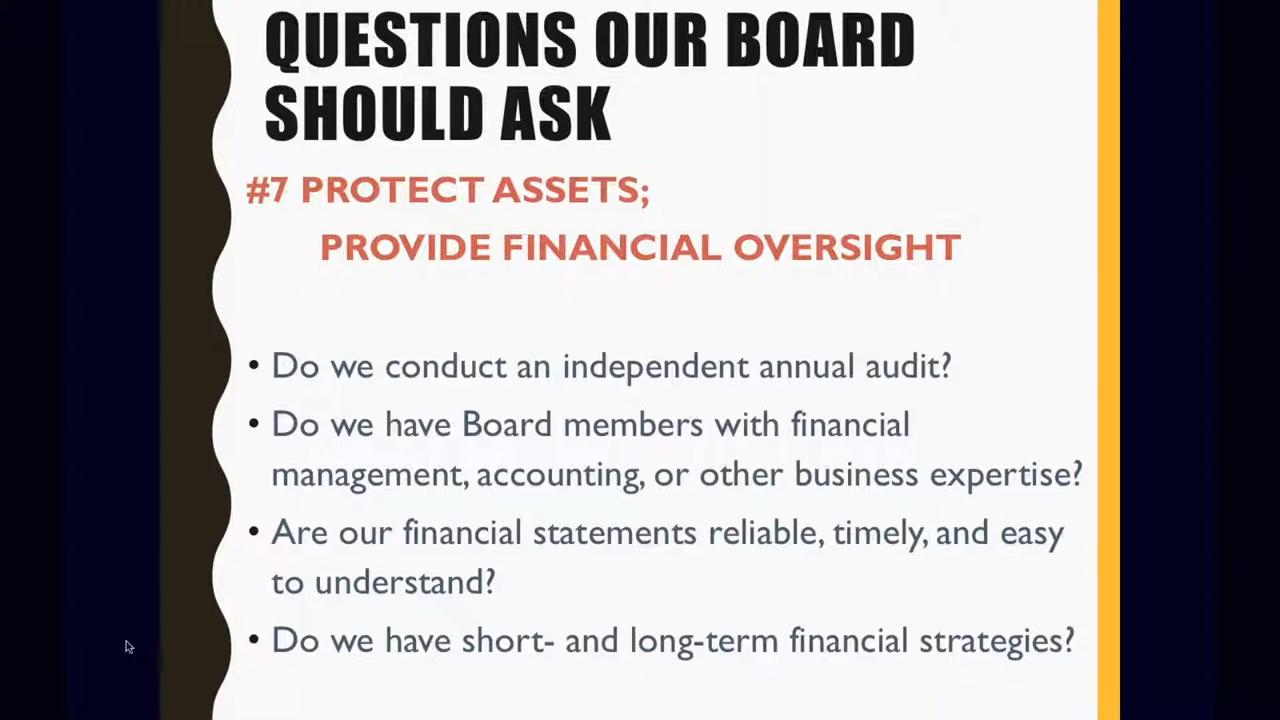 QUESTIONS OUR BOARD
SHOULD ASK
#7 PROTECT ASSETS;
PROVIDE FINANCIAL OVERSIGHT
• Do we conduct an independent annual audit?
• Do we have Board members with financial
management, accounting, or other business expertise?
• Are our financial statements reliable, timely, and easy
to understand?
• Do we have short- and long-term financial strategies?